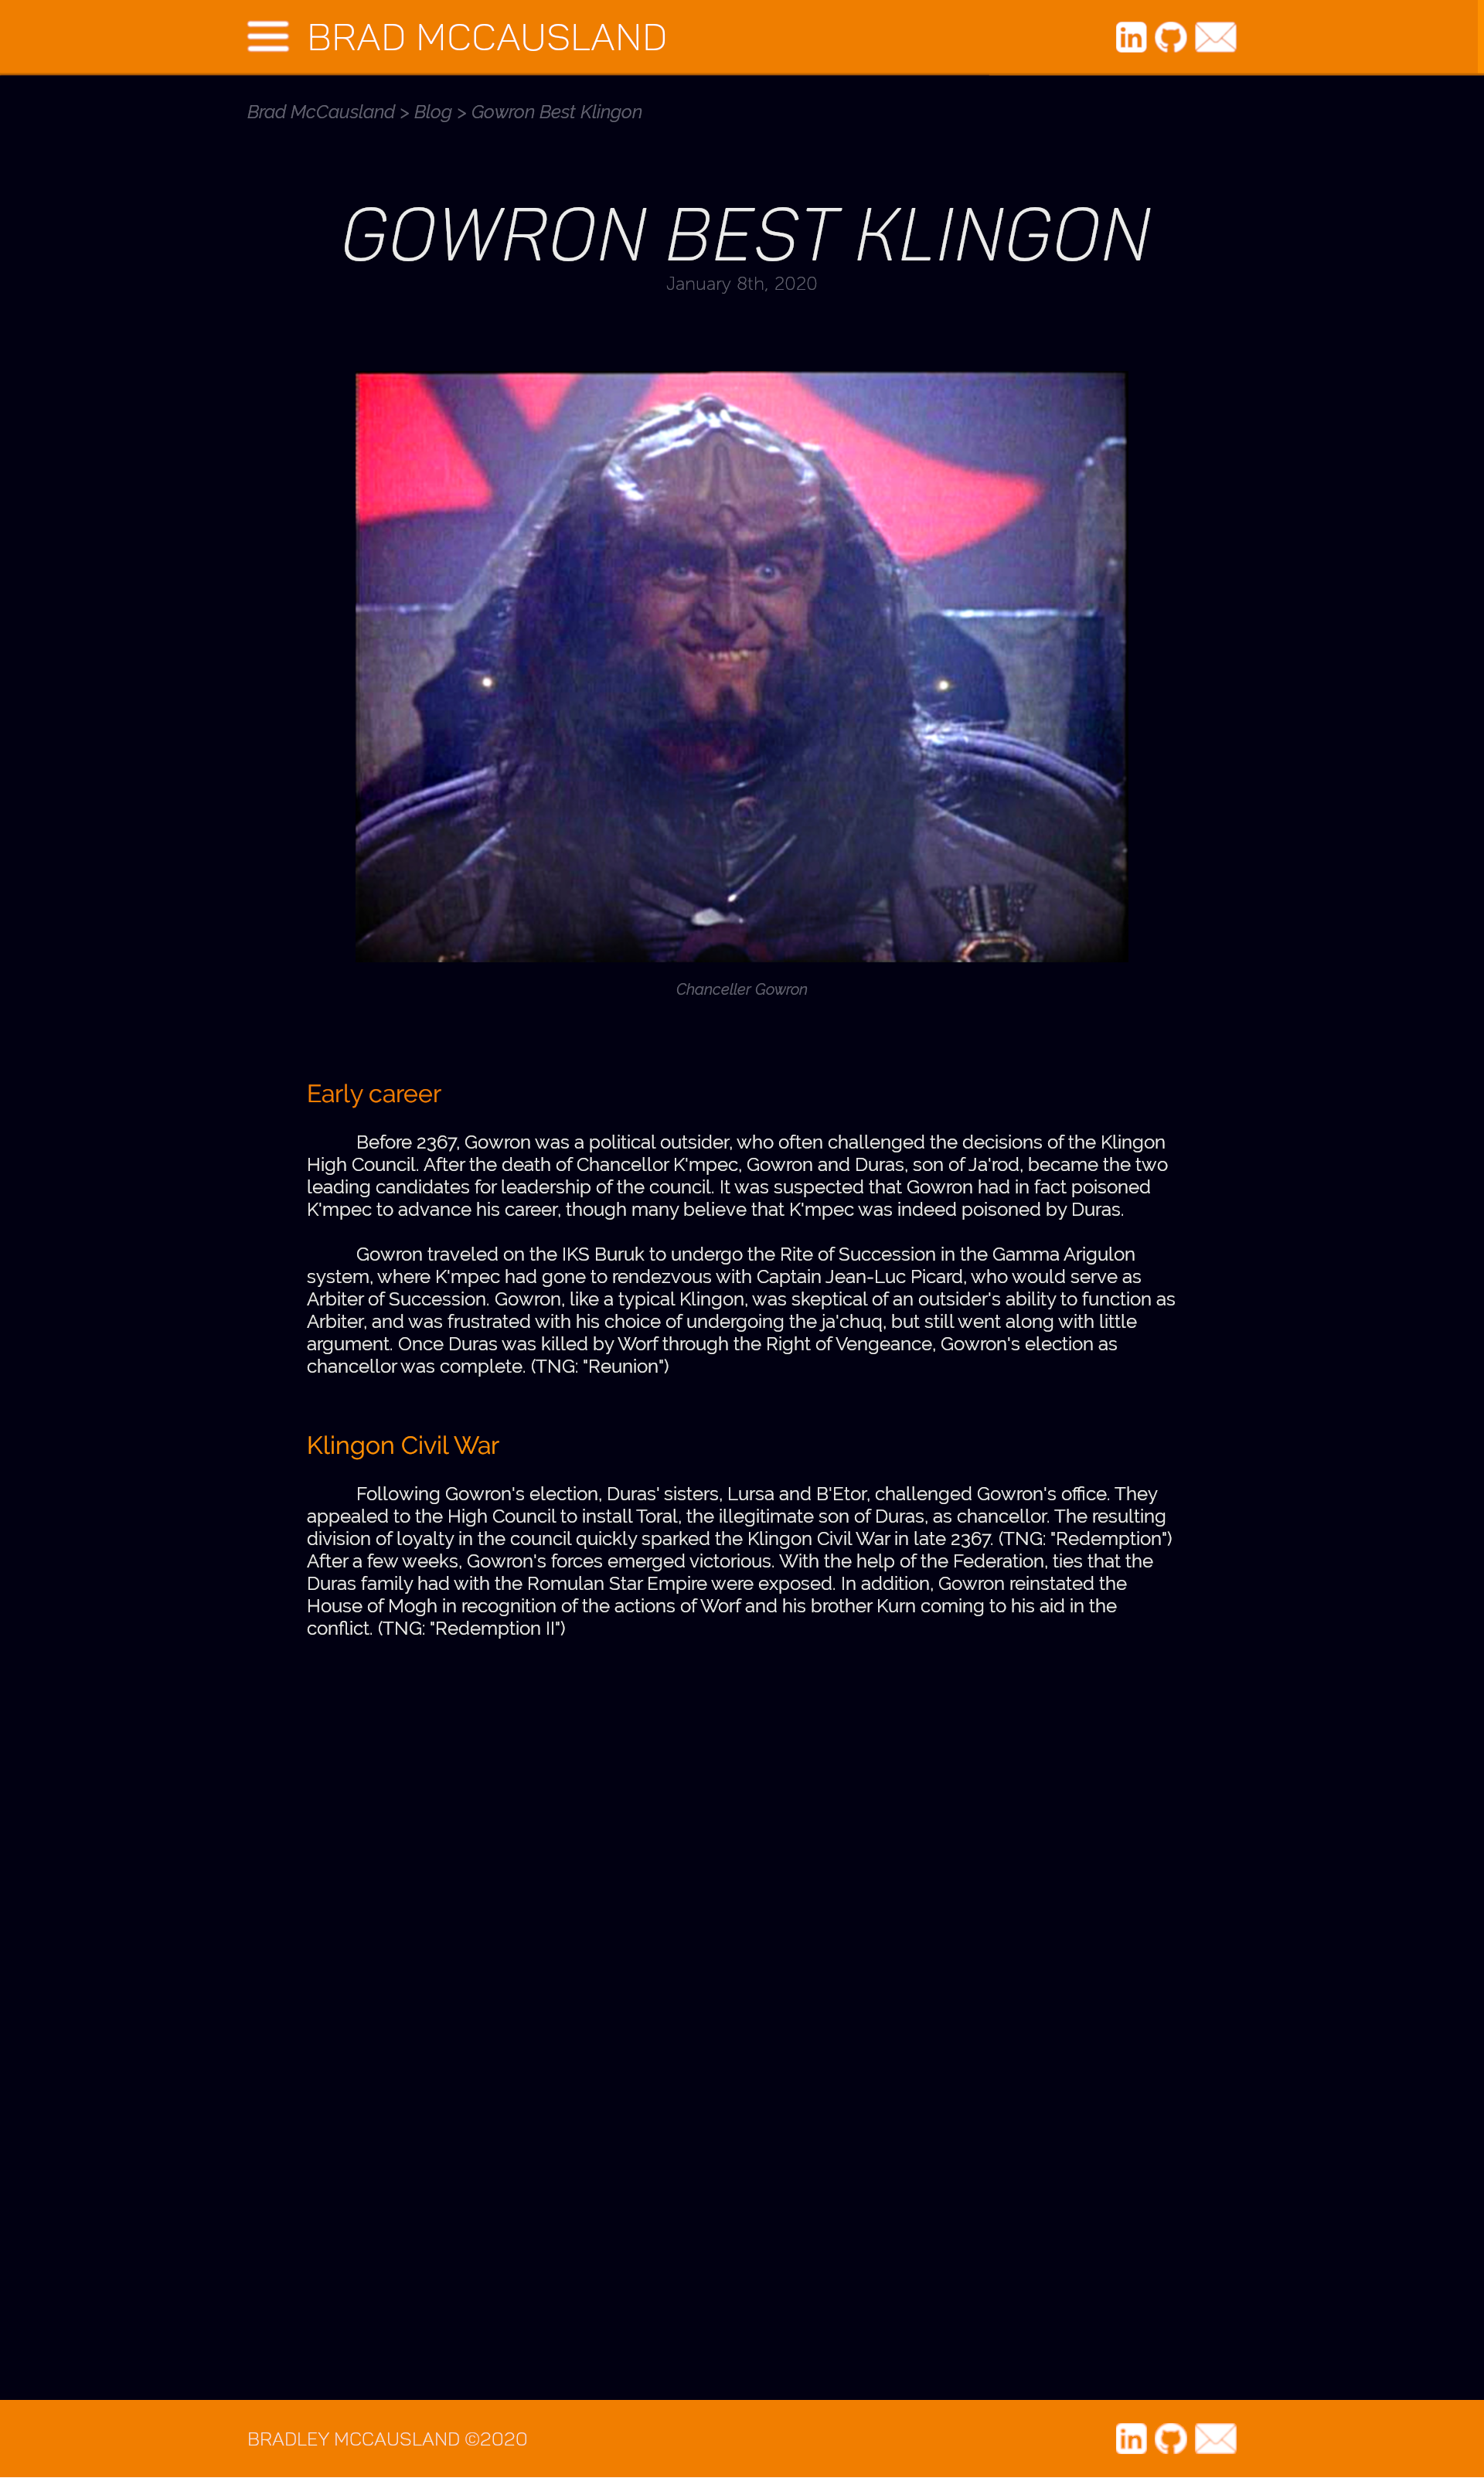 BRAD MCCAUSLAND
Brad McCausland > Blog > Gowron Best Klingon
GOWRON BEST KLINGON
January 8th, 2020
Chanceller Gowron
Early career
Before 2367, Gowron was a political outsider, who often challenged the decisions of the Klingon
High Council. After the death of Chancellor K'mpec, Gowron and Duras, son of Ja'rod, became the two
leading candidates for leadership of the council. It was suspected that Gowron had in fact poisoned
K'mpec to advance his career, though many believe that K'mpec was indeed poisoned by Duras.
Gowron traveled on the IKS Buruk to undergo the Rite of Succession in the Gamma Arigulon
system, where K'mpec had gone to rendezvous with Captain Jean-Luc Picard, who would serve as
Arbiter of Succession. Gowron, like a typical Klingon, was skeptical of an outsider's ability to function as
Arbiter, and was frustrated with his choice of undergoing the ja'chuq, but still went along with little
argument. Once Duras was killed by Worf through the Right of Vengeance, Gowron's election as
chancellor was complete. (TNG: "Reunion")
Klingon Civil War
Following Gowron's election, Duras' sisters, Lursa and B'Etor, challenged Gowron's office. They
appealed to the High Council to install Toral, the illegitimate son of Duras, as chancellor. The resulting
division of loyalty in the council quickly sparked the Klingon Civil War in late 2367. (TNG: "Redemption")
After a few weeks, Gowron's forces emerged victorious. With the help of the Federation, ties that the
Duras family had with the Romulan Star Empire were exposed. In addition, Gowron reinstated the
House of Mogh in recognition of the actions of Worf and his brother Kurn coming to his aid in the
conflict. (TNG: "Redemption II")
BRADLEY MCCAUSLAND ©2020